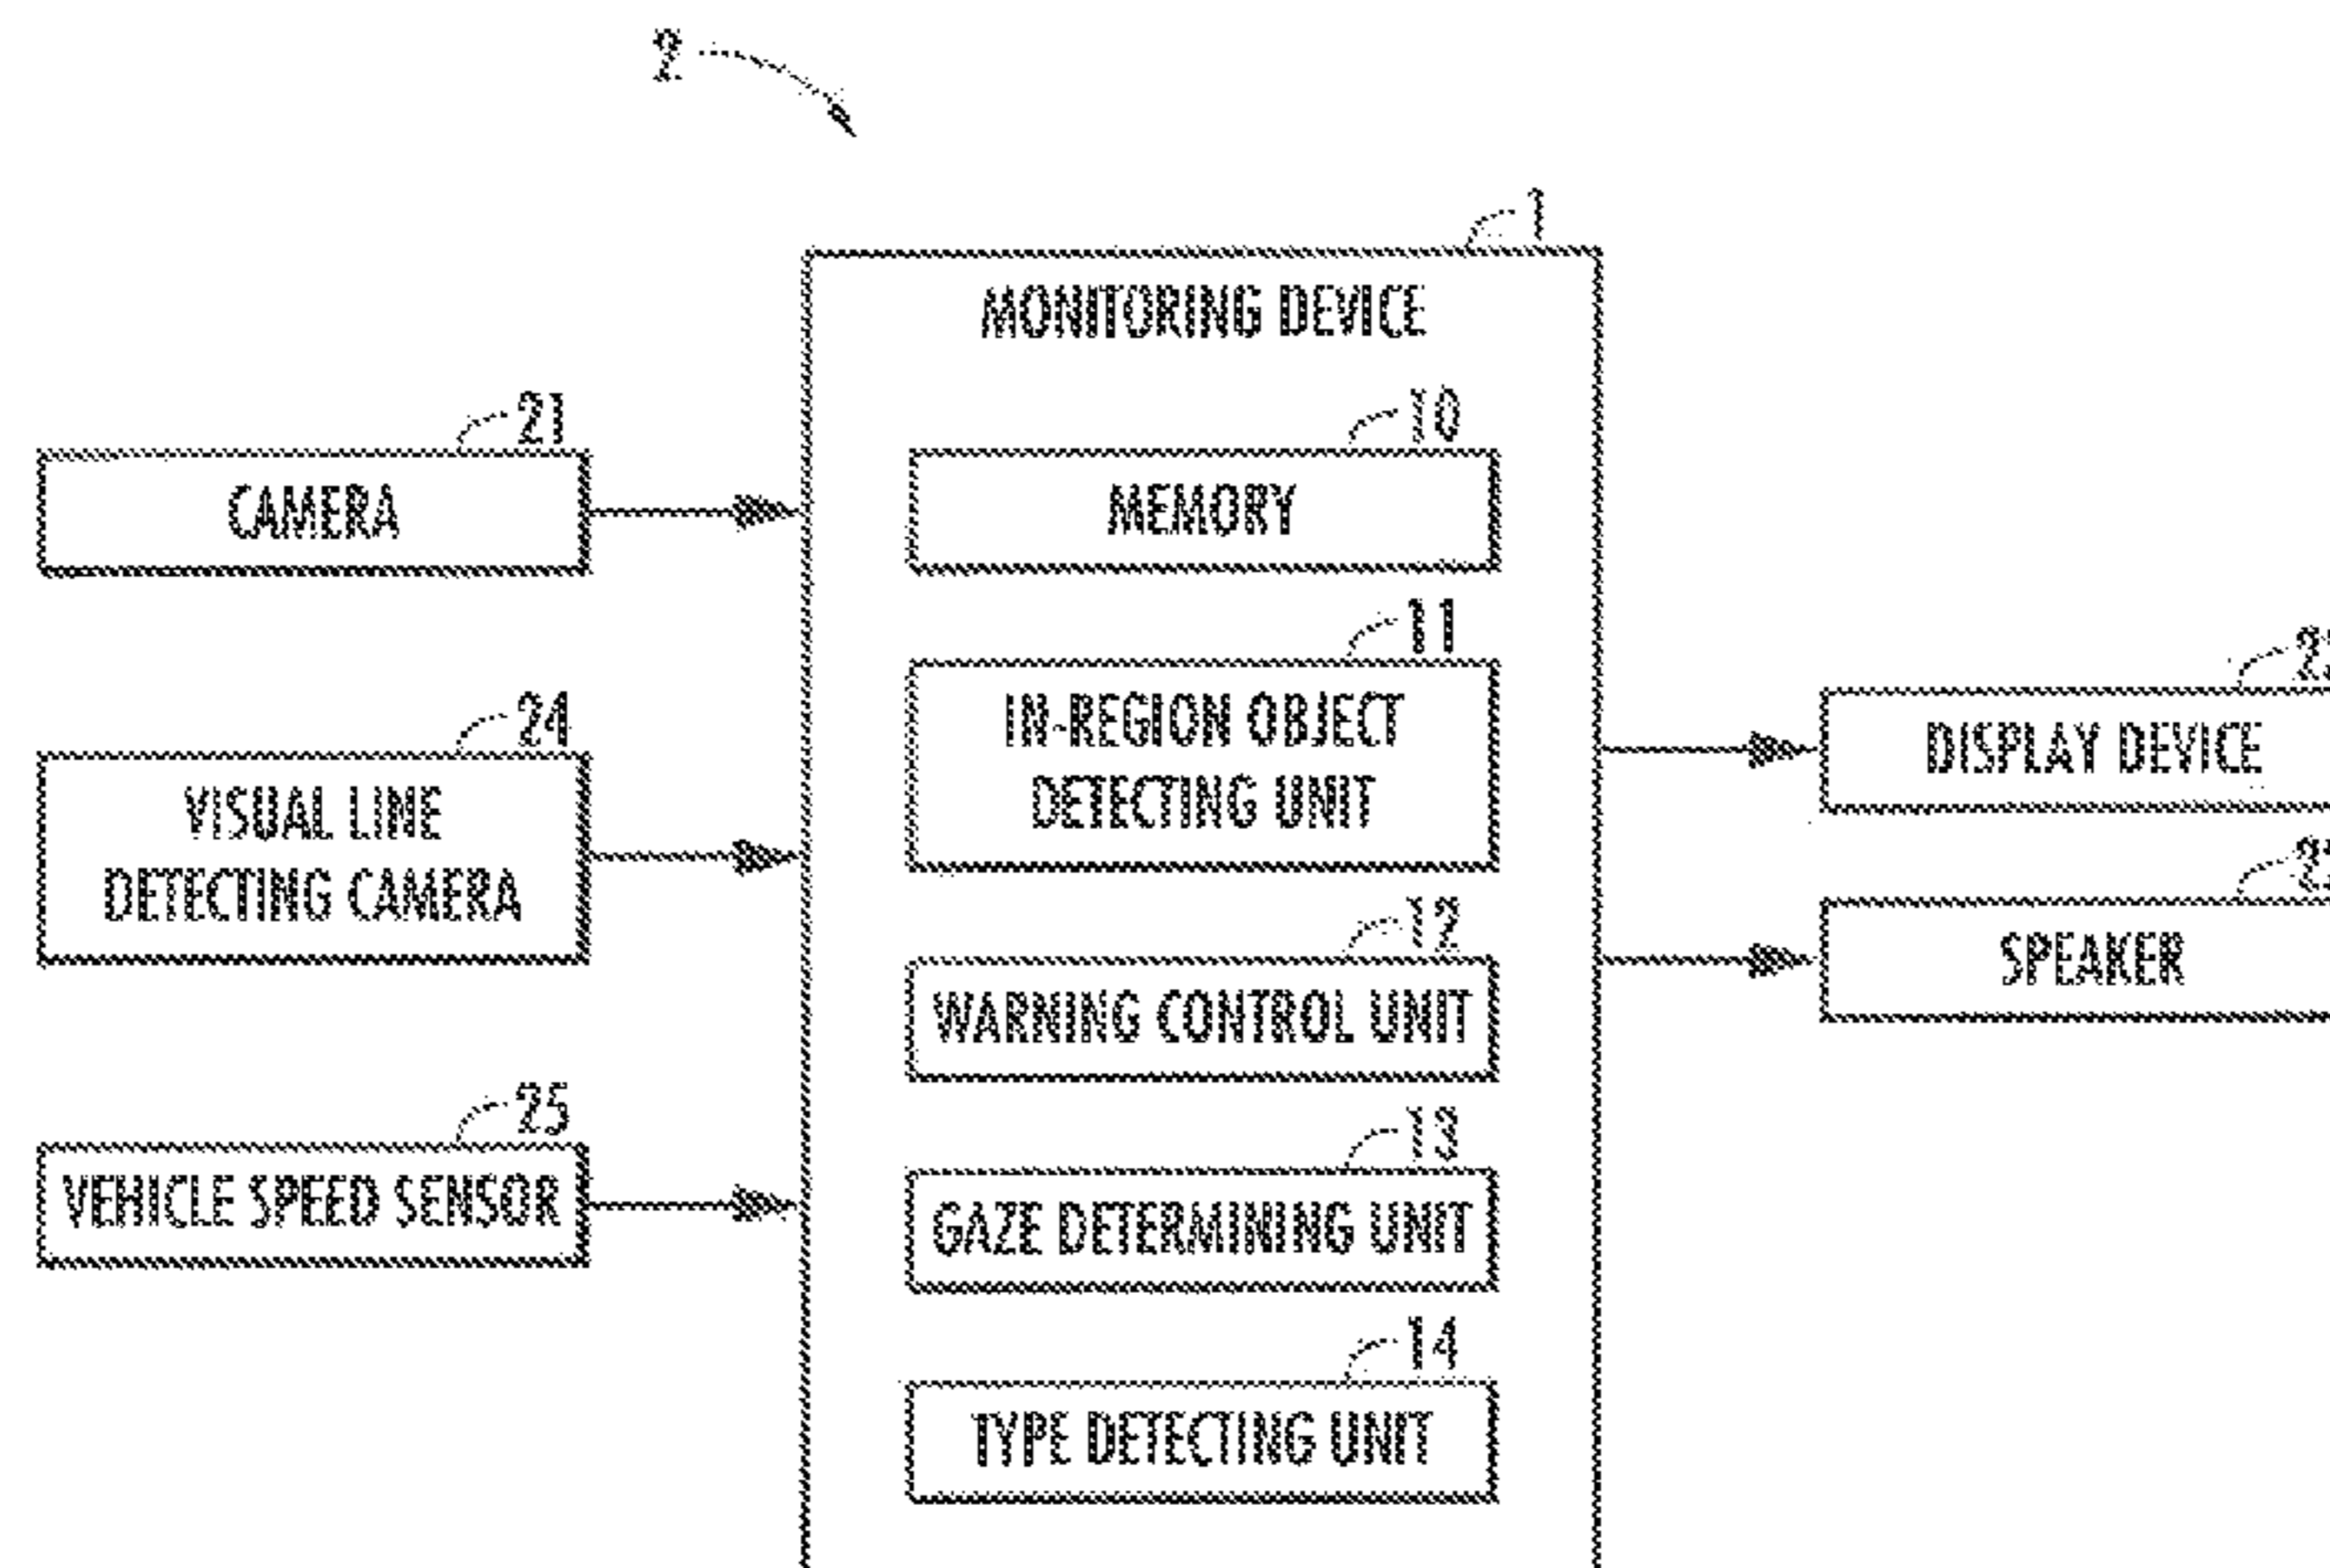 2
1
MONITORING DEVICE
21
CAMERA
10
MEMORY
11
IN-REGION OBJECT
DETECTING UNIT
24
VISUAL LINE
DETECTING CAMERA
DISPLAY DEVICE
12
WARNING CONTROL UNIT
SPEAKER
25
VEHICLE SPEED SENSOR
13
GAZE DETERMINING UNIT
14
TYPE DETECTING UNIT